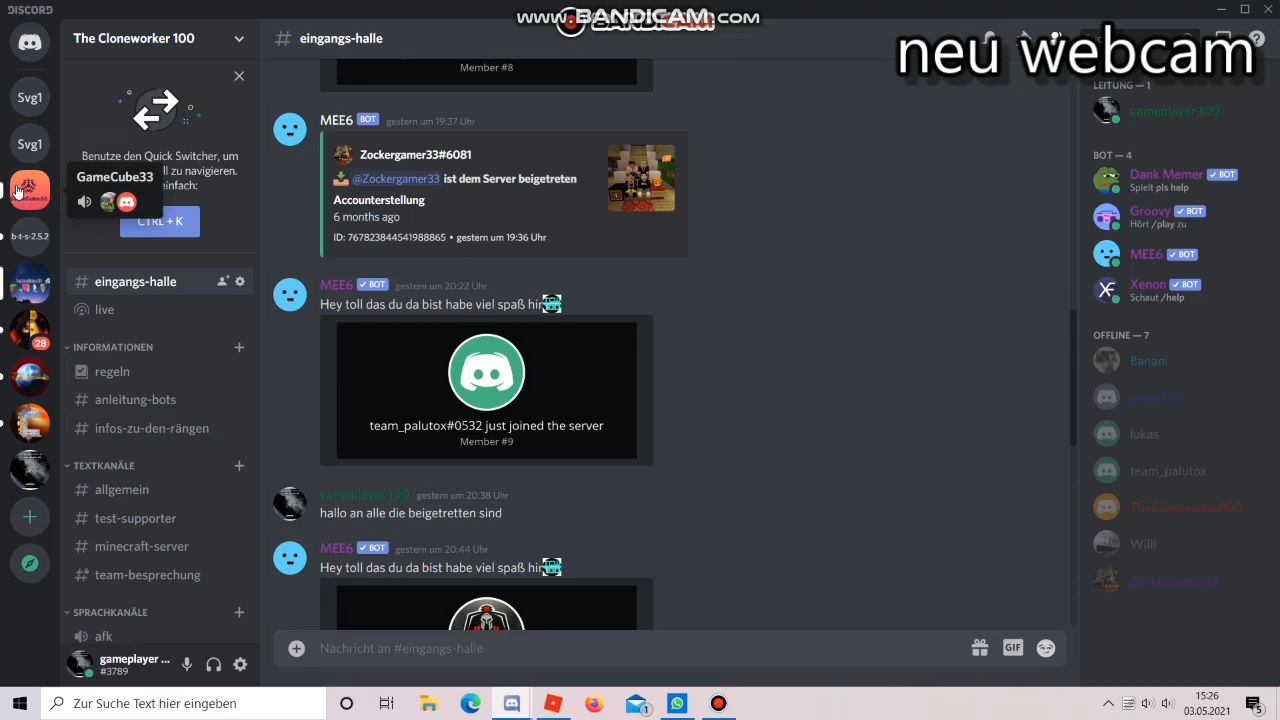 DISCORD
www.BANDICAM.com
neu webcam
The Cloneworker 100
eingangs-halle
Svg1
Svg1
GameCube33
b-t-s-2.5.2
28
Benutze den Quick Switcher, um
CTRL + K
eingangs-halle
live
INFORMATIONEN
regeln
anleitung-bots
infos-zu-den-rängen
TEXTKANÄLE
allgemein
test-supporter
minecraft-server
team-besprechung
SPRACHKANÄLE
afk
gameplayer ...
#3789
Member #8
MEE6 BOT gestern um 19:37 Uhr
Zockergamer33#6081
@Zockergamer33 ist dem Server beigetreten
Accounterstellung
6 months ago
ID: 767823844541988865 • gestern um 19:36 Uhr
MEE6 BOT gestern um 20:22 Uhr
Hey toll das du da bist habe viel spaß hir
team_palutox#0532 just joined the server
Member #9
gameplayer 100 gestern um 20:38 Uhr
hallo an alle die beigetretten sind
MEE6 BOT gestern um 20:44 Uhr
Hey toll das du da bist habe viel spaß hir
Nachricht an #eingangs-halle
GIF
LEITUNG — 1
gameplayer 100
BOT — 4
Dank Memer BOT
Spielt pls help
Groovy BOT
Hört /play zu
MEE6 BOT
Xenon BOT
Schaut /help
OFFLINE — 7
Banani
lukas
team_palutox
TheCloneworker100
Willi
Zockergamer33
Zur Suche Text hier eingeben
15:26
03.05.2021
1
5